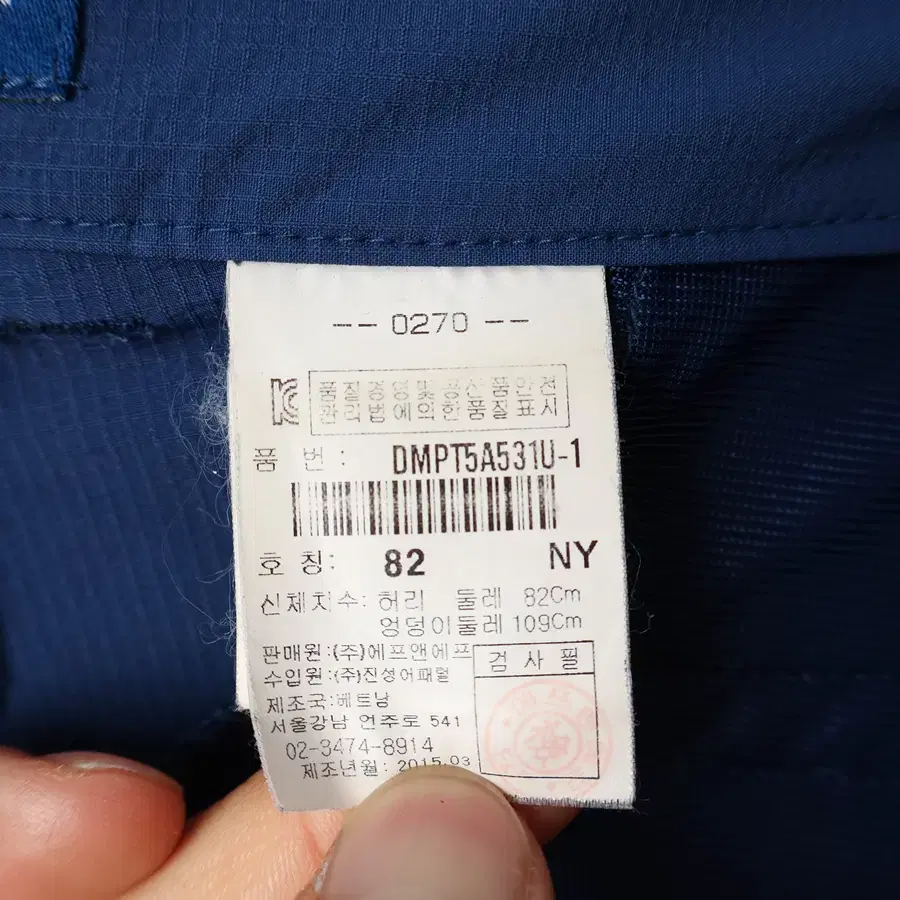 -- 0270 --
품질경영및공산품안전
관리법에의한품질표시
품 번 : DMPT5A531U-1
호 칭: 82 NY
신체치수: 허리 둘레 82Cm
엉덩이둘레 109Cm
판매원:(주)에프앤에프
수입원:(주)진성어패럴
제조국:베트남
서울강남 언주로 541
02-3474-8914
제조년월: 2015.03
검 사 필